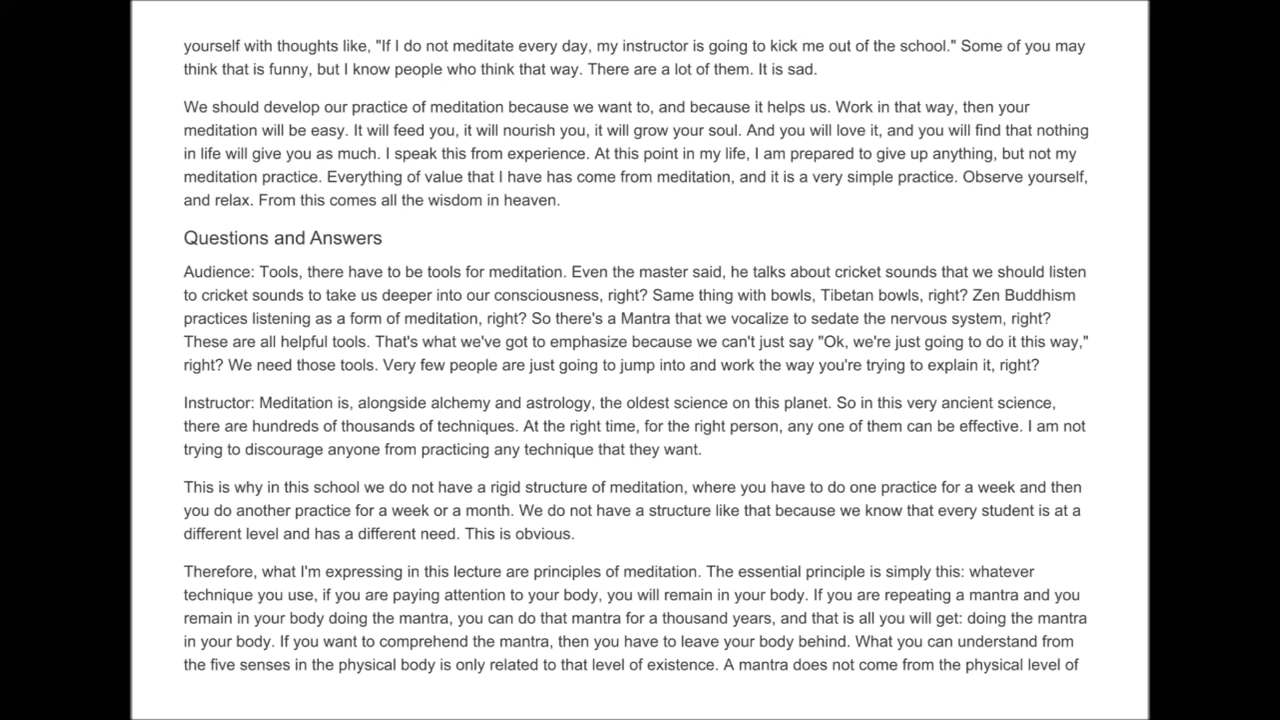 yourself with thoughts like, "If I do not meditate every day, my instructor is going to kick me out of the school." Some of you may
think that is funny, but I know people who think that way. There are a lot of them. It is sad.
We should develop our practice of meditation because we want to, and because it helps us. Work in that way, then your
meditation will be easy. It will feed you, it will nourish you, it will grow your soul. And you will love it, and you will find that nothing
in life will give you as much. I speak this from experience. At this point in my life, I am prepared to give up anything, but not my
meditation practice. Everything of value that I have has come from meditation, and it is a very simple practice. Observe yourself,
and relax. From this comes all the wisdom in heaven.
Questions and Answers
Audience: Tools, there have to be tools for meditation. Even the master said, he talks about cricket sounds that we should listen
to cricket sounds to take us deeper into our consciousness, right? Same thing with bowls, Tibetan bowls, right? Zen Buddhism
practices listening as a form of meditation, right? So there's a Mantra that we vocalize to sedate the nervous system, right?
These are all helpful tools. That's what we've got to emphasize because we can't just say "Ok, we're just going to do it this way,"
right? We need those tools. Very few people are just going to jump into and work the way you're trying to explain it, right?
Instructor: Meditation is, alongside alchemy and astrology, the oldest science on this planet. So in this very ancient science,
there are hundreds of thousands of techniques. At the right time, for the right person, any one of them can be effective. I am not
trying to discourage anyone from practicing any technique that they want.
This is why in this school we do not have a rigid structure of meditation, where you have to do one practice for a week and then
you do another practice for a week or a month. We do not have a structure like that because we know that every student is at a
different level and has a different need. This is obvious.
Therefore, what I'm expressing in this lecture are principles of meditation. The essential principle is simply this: whatever
technique you use, if you are paying attention to your body, you will remain in your body. If you are repeating a mantra and you
remain in your body doing the mantra, you can do that mantra for a thousand years, and that is all you will get: doing the mantra
in your body. If you want to comprehend the mantra, then you have to leave your body behind. What you can understand from
the five senses in the physical body is only related to that level of existence. A mantra does not come from the physical level of